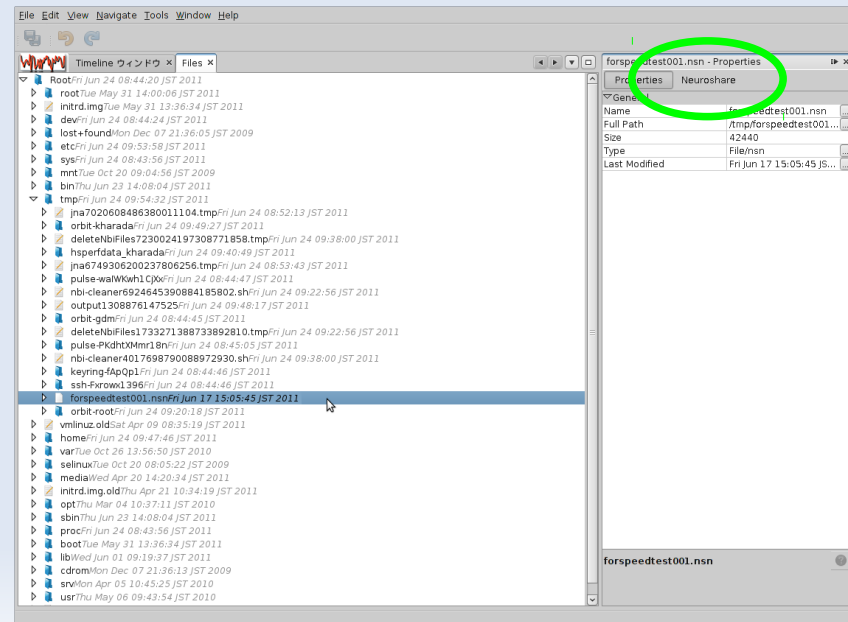 File Edit View Navigate Tools Window Help
Timeline ウィンドウ × Files ×
RootFri Jun 24 08:44:20 JST 2011
rootTue May 31 14:00:06 JST 2011
initrd.imgTue May 31 13:36:34 JST 2011
devFri Jun 24 08:44:24 JST 2011
lost+foundMon Dec 07 21:36:05 JST 2009
etcFri Jun 24 09:53:58 JST 2011
sysFri Jun 24 08:43:56 JST 2011
mntTue Oct 20 09:04:56 JST 2009
binThu Jun 23 14:08:04 JST 2011
tmpFri Jun 24 09:54:32 JST 2011
jna7020608486380011104.tmpFri Jun 24 08:52:13 JST 2011
orbit-kharadaFri Jun 24 09:49:27 JST 2011
deleteNbiFiles7230024197308771858.tmpFri Jun 24 09:38:00 JST 2011
hsperfdata_kharadaFri Jun 24 09:40:49 JST 2011
jna6749306200237806256.tmpFri Jun 24 08:53:43 JST 2011
pulse-walWKwh1CjXxFri Jun 24 08:44:47 JST 2011
nbi-cleaner6924645390884185802.shFri Jun 24 09:22:56 JST 2011
output1308876147525Fri Jun 24 09:48:17 JST 2011
orbit-gdmFri Jun 24 08:44:45 JST 2011
deleteNbiFiles1733271388733892810.tmpFri Jun 24 09:22:56 JST 2011
pulse-PKdhtXMmr18nFri Jun 24 08:45:05 JST 2011
nbi-cleaner4017698790088972930.shFri Jun 24 09:38:00 JST 2011
keyring-fApQp1Fri Jun 24 08:44:46 JST 2011
ssh-Fxrowx1396Fri Jun 24 08:44:46 JST 2011
forspeedtest001.nsnFri Jun 17 15:05:45 JST 2011
orbit-rootFri Jun 24 09:20:18 JST 2011
vmlinuz.oldSat Apr 09 08:35:19 JST 2011
homeFri Jun 24 09:47:46 JST 2011
varTue Oct 26 13:56:50 JST 2010
selinuxTue Oct 20 08:05:22 JST 2009
mediaWed Apr 20 14:20:34 JST 2011
initrd.img.oldThu Apr 21 10:34:19 JST 2011
optThu Mar 04 10:37:11 JST 2010
sbinThu Jun 23 14:08:04 JST 2011
procFri Jun 24 08:43:56 JST 2011
bootTue May 31 13:36:34 JST 2011
libWed Jun 01 09:19:37 JST 2011
cdromMon Dec 07 21:36:13 JST 2009
srvMon Apr 05 10:45:25 JST 2010
usrThu May 06 09:43:54 JST 2010
forspeedtest001.nsn - Properties
Properties Neuroshare
General
Name forspeedtest001.nsn ...
Full Path /tmp/forspeedtest001... ...
Size 42440
Type File/nsn ...
Last Modified Fri Jun 17 15:05:45 JS... ...
forspeedtest001.nsn